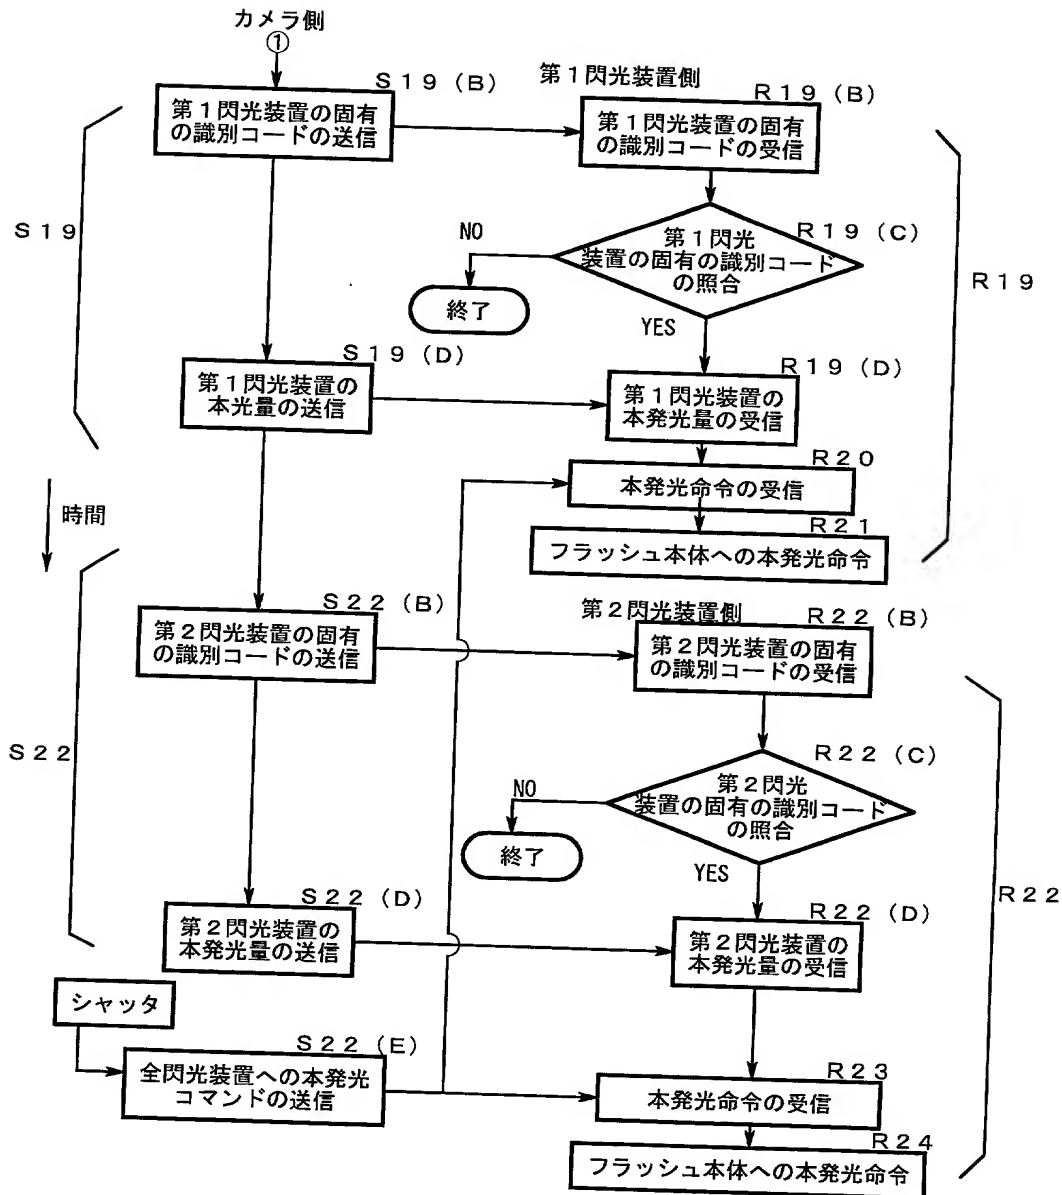 カメラ側
①
S19(B)
第1閃光装置の固有
の識別コードの送信
第1閃光装置側
R19(B)
第1閃光装置の固有
の識別コードの受信
S19
NO
第1閃光
装置の固有の識別コード
の照合
R19(C)
R19
終了
YES
S19(D)
第1閃光装置の
本光量の送信
R19(D)
第1閃光装置の
本発光量の受信
R20
本発光命令の受信
時間
R21
フラッシュ本体への本発光命令
S22(B)
第2閃光装置の固有
の識別コードの送信
第2閃光装置側
R22(B)
第2閃光装置の固有
の識別コードの受信
S22
NO
第2閃光
装置の固有の識別コード
の照合
R22(C)
終了
YES
R22
S22(D)
第2閃光装置の
本発光量の送信
R22(D)
第2閃光装置の
本発光量の受信
シャッタ
S22(E)
全閃光装置への本発光
コマンドの送信
R23
本発光命令の受信
R24
フラッシュ本体への本発光命令